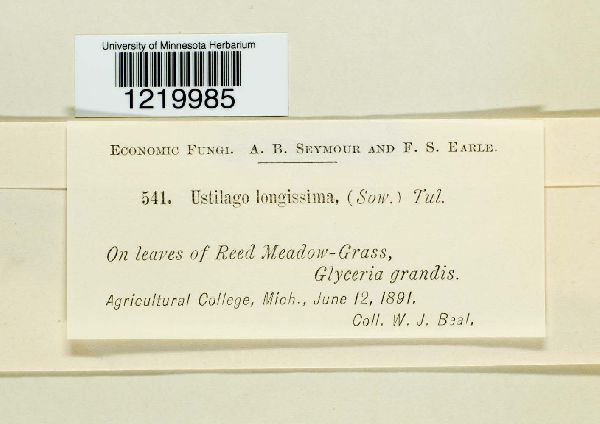 University of Minnesota Herbarium
1219985
Economic Fungi. A. B. Seymour and F. S. Earle.
541. Ustilago longissima, (Sow.) Tul.
On leaves of Reed Meadow-Grass,
Glyceria grandis.
Agricultural College, Mich., June 12, 1891.
Coll. W. J. Beal.